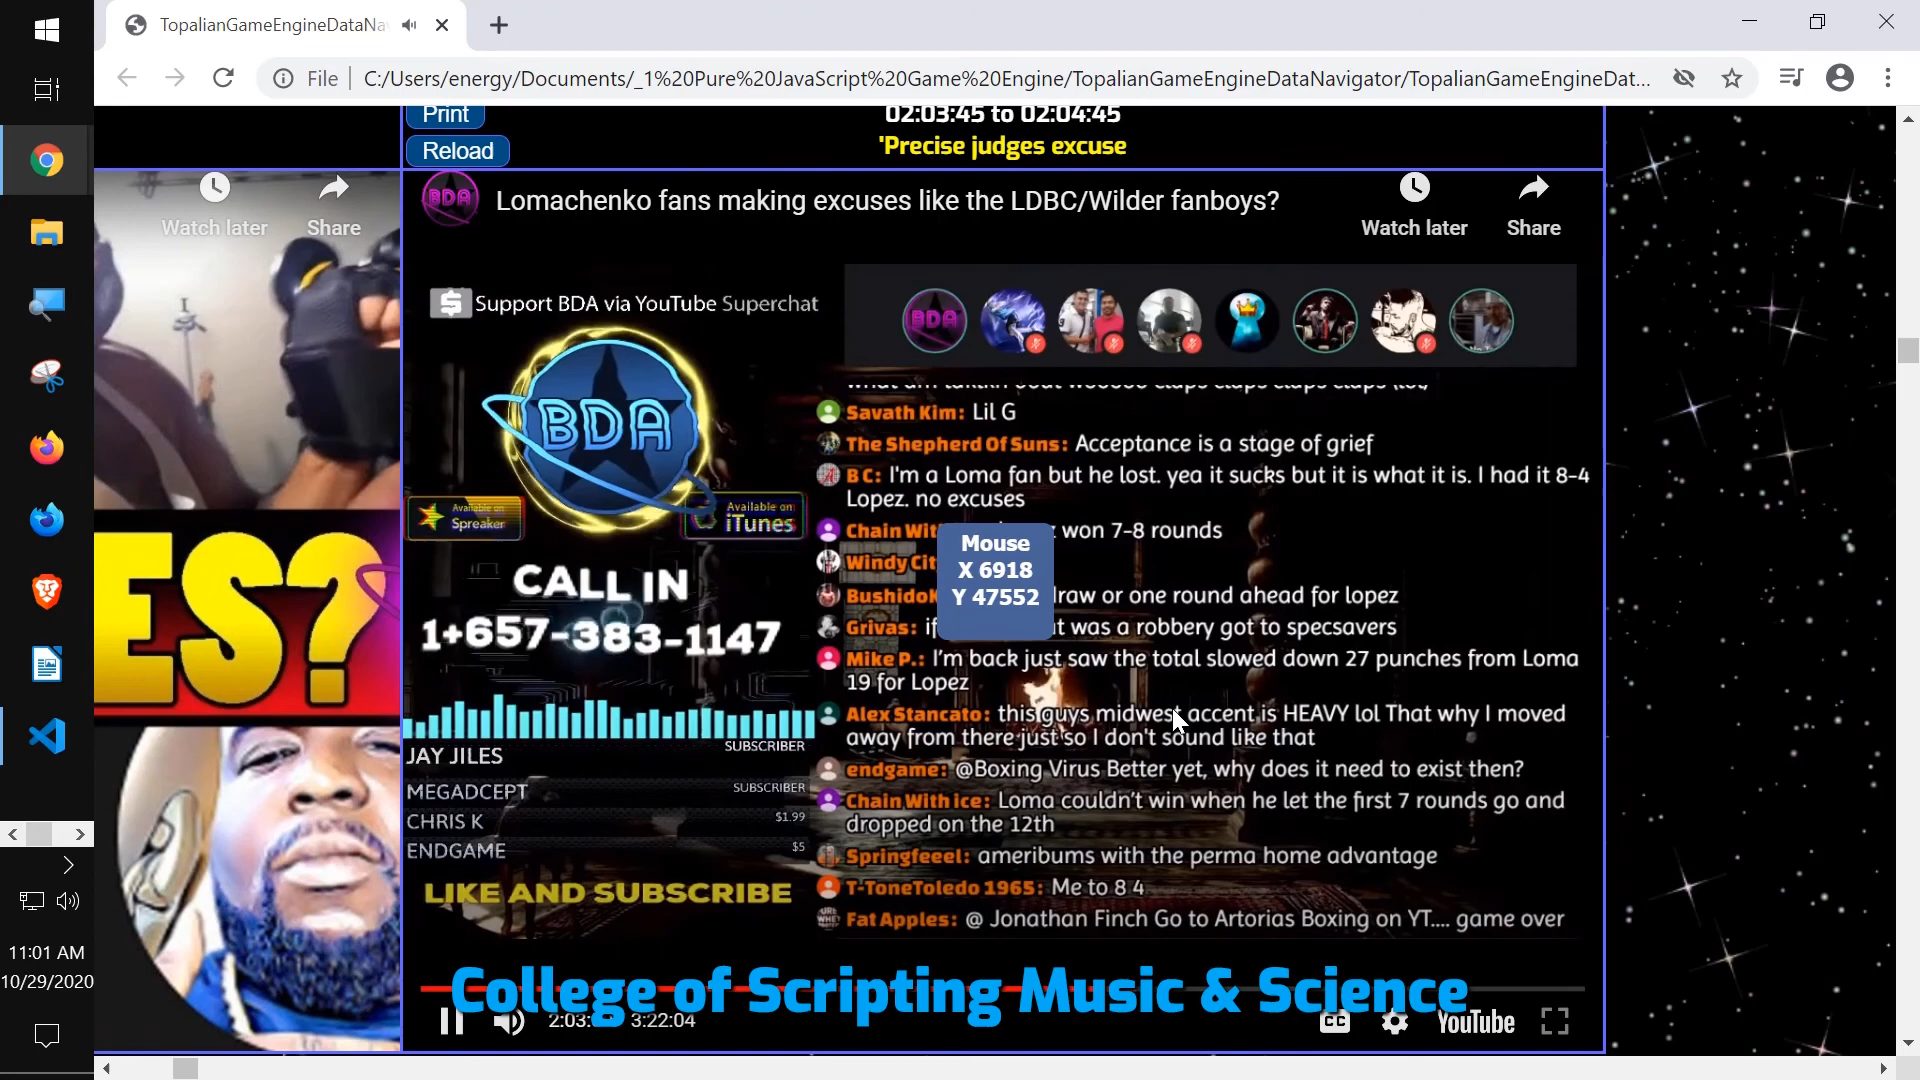 TopalianGameEngineDataNa
File
C:/Users/energy/Documents/_1%20Pure%20JavaScript%20Game%20Engine/TopalianGameEngineDataNavigator/TopalianGameEngineDat...
Print
Reload
02:03:45 to 02:04:45
'Precise judges excuse
Watch later
Share
ES?
BDA
Lomachenko fans making excuses like the LDBC/Wilder fanboys?
Watch later
Share
Support BDA via YouTube Superchat
BDA
BDA
Available on
Spreaker
Available on
iTunes
CALL IN
1+657-383-1147
SUBSCRIBER
JAY JILES
MEGADCEPT
SUBSCRIBER
CHRIS K
$1.99
ENDGAME
$5
LIKE AND SUBSCRIBE
Savath Kim: Lil G
The Shepherd Of Suns: Acceptance is a stage of grief
B C: I'm a Loma fan but he lost. yea it sucks but it is what it is. I had it 8-4
Lopez. no excuses
Chain Wit won 7-8 rounds
Windy Cit
BushidoK raw or one round ahead for lopez
Grivas: if t was a robbery got to specsavers
Mike P.: I'm back just saw the total slowed down 27 punches from Loma
19 for Lopez
Alex Stancato: this guys midwest accent is HEAVY lol That why I moved
away from there just so I don't sound like that
endgame: @Boxing Virus Better yet, why does it need to exist then?
Chain With ice: Loma couldn't win when he let the first 7 rounds go and
dropped on the 12th
Springfeeel: ameribums with the perma home advantage
T-ToneToledo 1965: Me to 8 4
Fat Apples: @ Jonathan Finch Go to Artorias Boxing on YT.... game over
Mouse
X 6918
Y 47552
College of Scripting Music & Science
2:03: 3:22:04
CC
YouTube
11:01 AM
10/29/2020